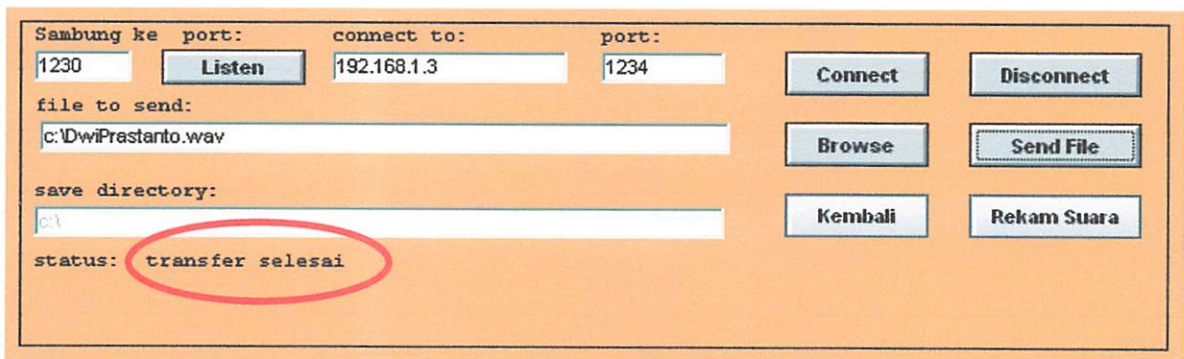 Sambung ke port: connect to: port:
1230 Listen 192.168.1.3 1234 Connect Disconnect
file to send:
c:\DwiPrastanto.wav Browse Send File
save directory:
c:\ Kembali Rekam Suara
status: transfer selesai